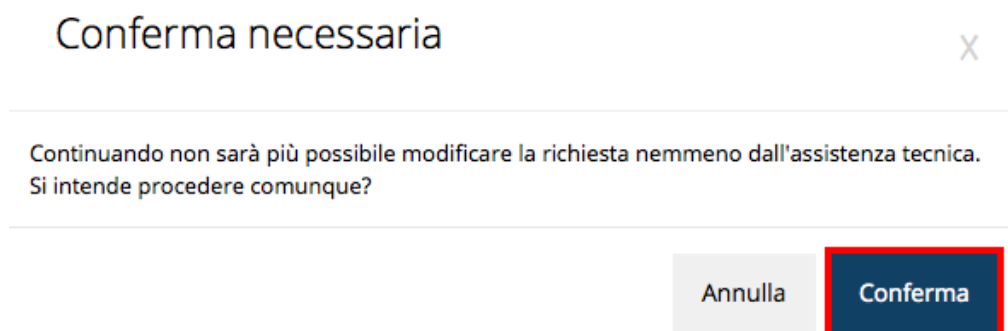 Conferma necessaria
X
Continuando non sarà più possibile modificare la richiesta nemmeno dall'assistenza tecnica.
Si intende procedere comunque?
Annulla
Conferma